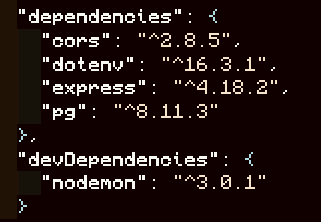 "dependencies": {
"cors": "^2.8.5",
"dotenv": "^16.3.1",
"express": "^4.18.2",
"pg": "^8.11.3"
},
"devDependencies": {
"nodemon": "^3.0.1"
}